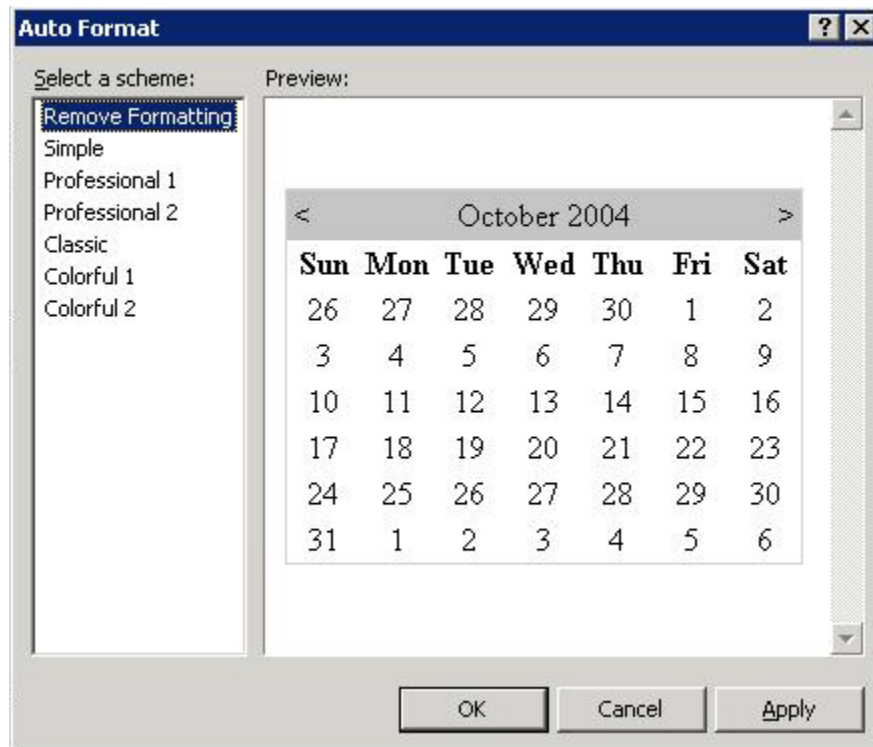 Auto Format
Select a scheme:
Remove Formatting
Simple
Professional 1
Professional 2
Classic
Colorful 1
Colorful 2
Preview:
< October 2004 >
Sun Mon Tue Wed Thu Fri Sat
26 27 28 29 30 1 2
3 4 5 6 7 8 9
10 11 12 13 14 15 16
17 18 19 20 21 22 23
24 25 26 27 28 29 30
31 1 2 3 4 5 6
OK Cancel Apply